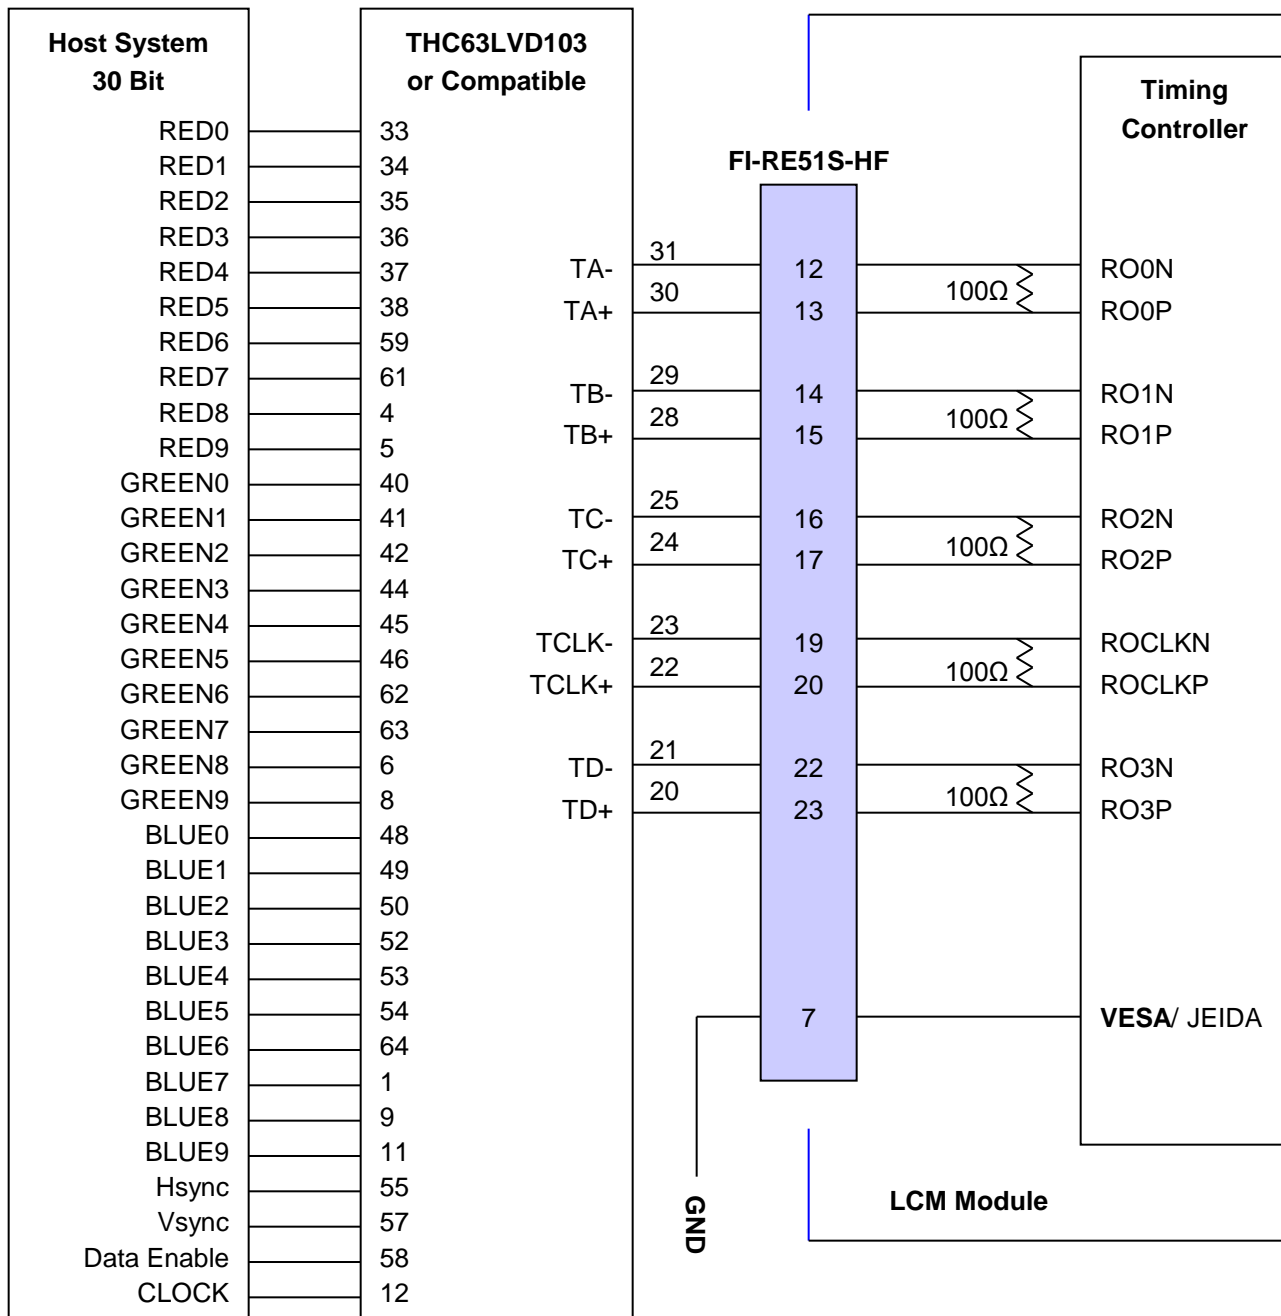 Host System
30 Bit
RED0
RED1
RED2
RED3
RED4
RED5
RED6
RED7
RED8
RED9
GREEN0
GREEN1
GREEN2
GREEN3
GREEN4
GREEN5
GREEN6
GREEN7
GREEN8
GREEN9
BLUE0
BLUE1
BLUE2
BLUE3
BLUE4
BLUE5
BLUE6
BLUE7
BLUE8
BLUE9
Hsync
Vsync
Data Enable
CLOCK
THC63LVD103
or Compatible
33
34
35
36
37
38
59
61
4
5
40
41
42
44
45
46
62
63
6
8
48
49
50
52
53
54
64
1
9
11
55
57
58
12
TA-
TA+
TB-
TB+
TC-
TC+
TCLK-
TCLK+
TD-
TD+
31
30
29
28
25
24
23
22
21
20
FI-RE51S-HF
12
13
14
15
16
17
19
20
22
23
7
GND
100Ω
100Ω
100Ω
100Ω
100Ω
Timing
Controller
RO0N
RO0P
RO1N
RO1P
RO2N
RO2P
ROCLKN
ROCLKP
RO3N
RO3P
VESA/ JEIDA
LCM Module